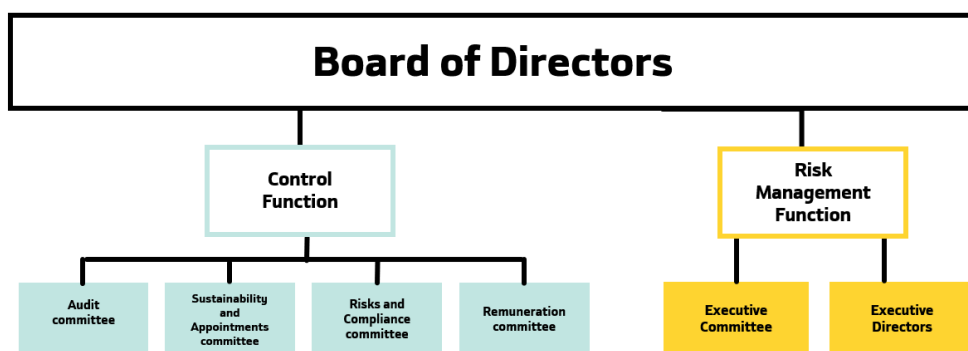 Board of Directors
Control
Function
Risk
Management
Function
Audit
committee
Sustainability
and
Appointments
committee
Risks and
Compliance
committee
Remuneration
committee
Executive
Committee
Executive
Directors